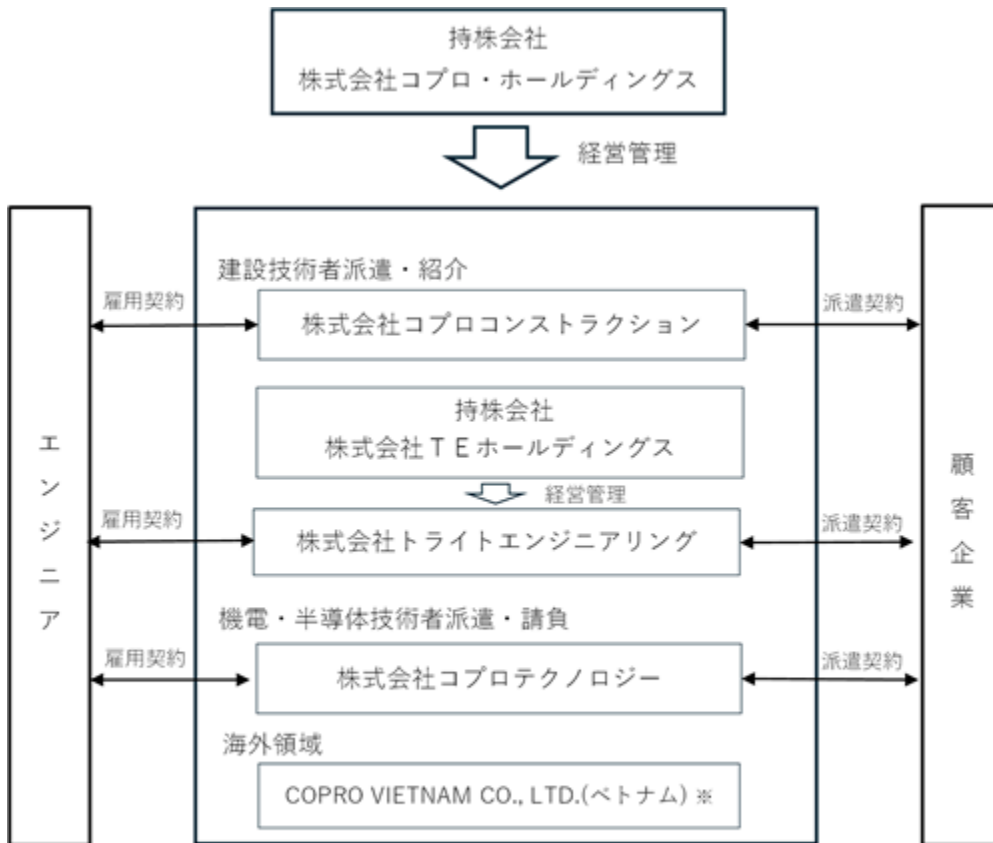 持株会社
株式会社コプロ・ホールディングス
経営管理
エンジニア
顧客企業
建設技術者派遣・紹介
雇用契約
株式会社コプロコンストラクション
派遣契約
持株会社
株式会社ＴＥホールディングス
経営管理
雇用契約
株式会社トライトエンジニアリング
派遣契約
機電・半導体技術者派遣・請負
雇用契約
株式会社コプロテクノロジー
派遣契約
海外領域
COPRO VIETNAM CO., LTD.(ベトナム) ※